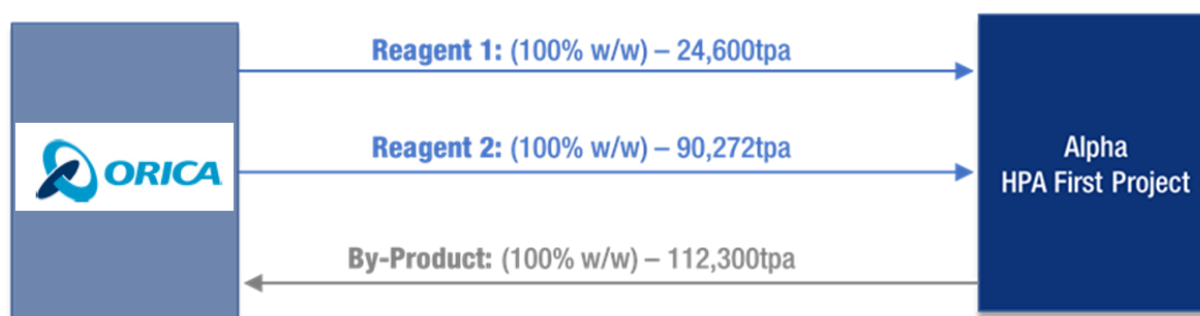 Reagent 1: (100% w/w) – 24,600tpa
ORICA
Reagent 2: (100% w/w) – 90,272tpa
Alpha
HPA First Project
By-Product: (100% w/w) – 112,300tpa